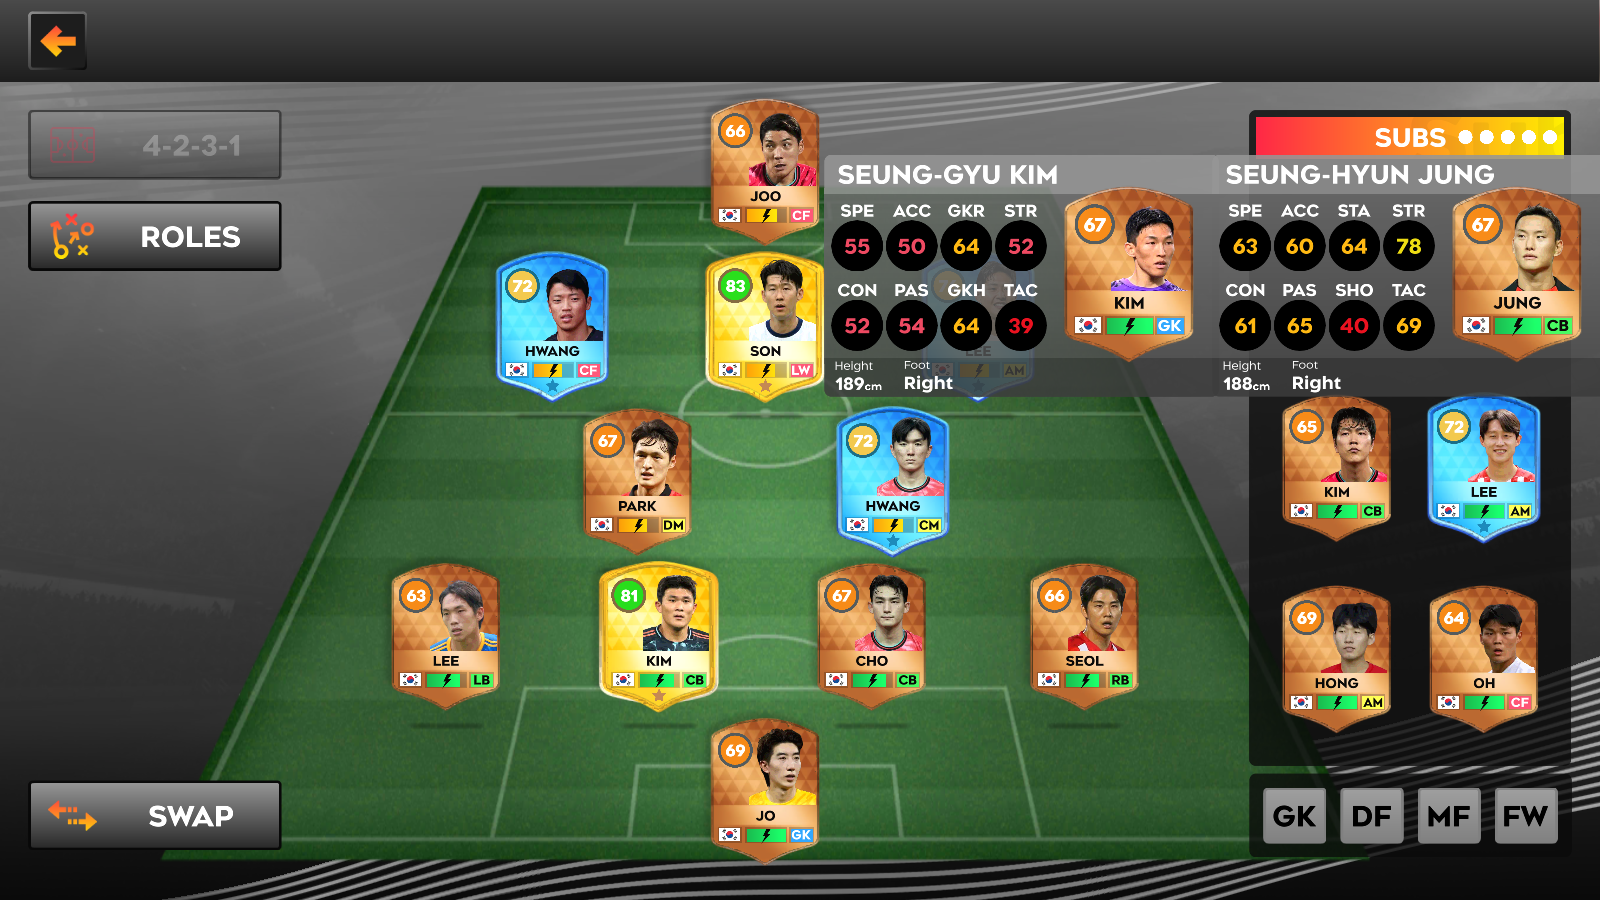 4-2-3-1
ROLES
SWAP
SUBS
66
JOO
CF
SEUNG-GYU KIM
SPE ACC GKR STR
55 50 64 52
CON PAS GKH TAC
52 54 64 39
Height Foot
189cm Right
67
KIM
GK
SEUNG-HYUN JUNG
SPE ACC STA STR
63 60 64 78
CON PAS SHO TAC
61 65 40 69
Height Foot
188cm Right
67
JUNG
CB
72
HWANG
CF
83
SON
LW
LEE
AM
67
PARK
DM
72
HWANG
CM
65
KIM
CB
72
LEE
AM
63
LEE
LB
81
KIM
CB
67
CHO
CB
66
SEOL
RB
69
HONG
AM
64
OH
CF
69
JO
GK
GK DF MF FW